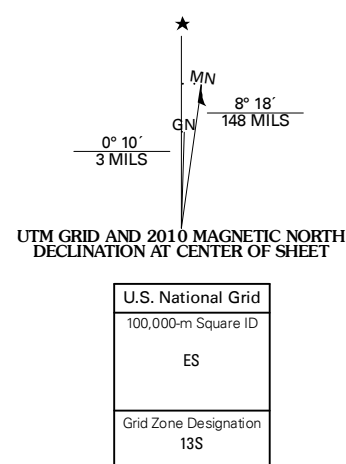 ★
MN
8° 18´
148 MILS
GN
0° 10´
3 MILS
UTM GRID AND 2010 MAGNETIC NORTH
DECLINATION AT CENTER OF SHEET
U.S. National Grid
100,000-m Square ID
ES
Grid Zone Designation
13S